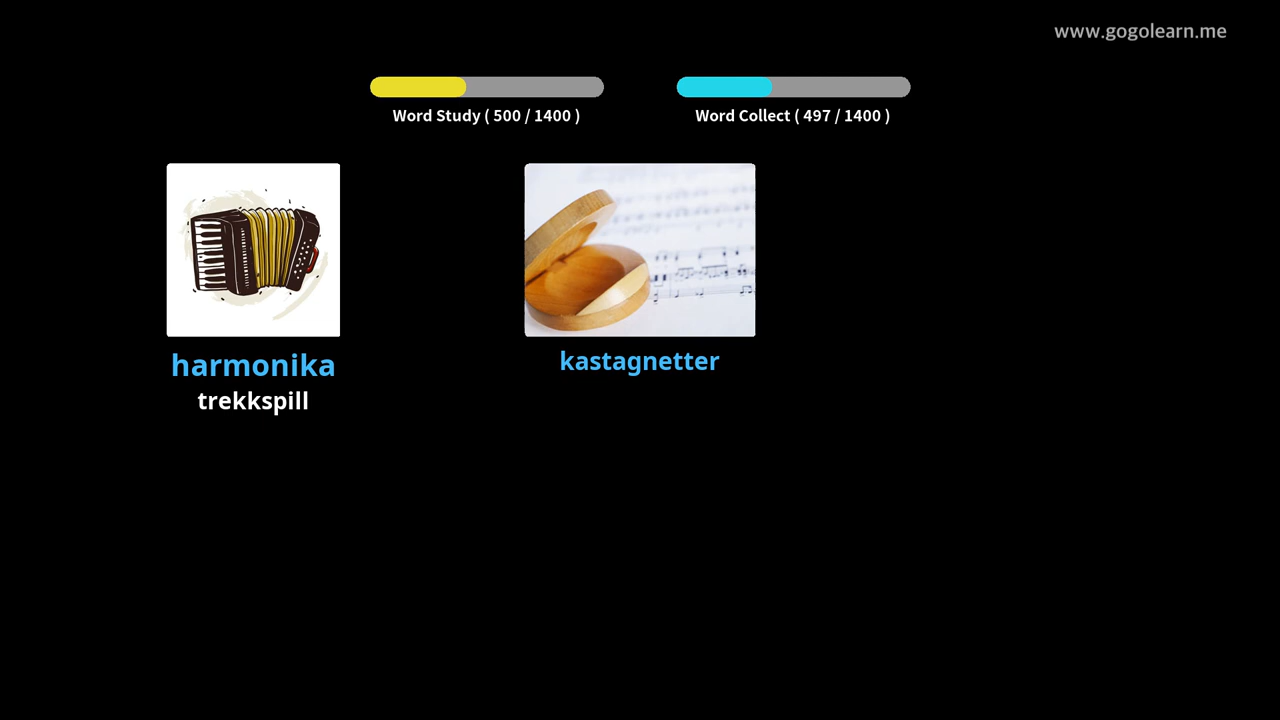 www.gogolearn.me
Word Study ( 500 / 1400 )
Word Collect ( 497 / 1400 )
harmonika
trekkspill
kastagnetter